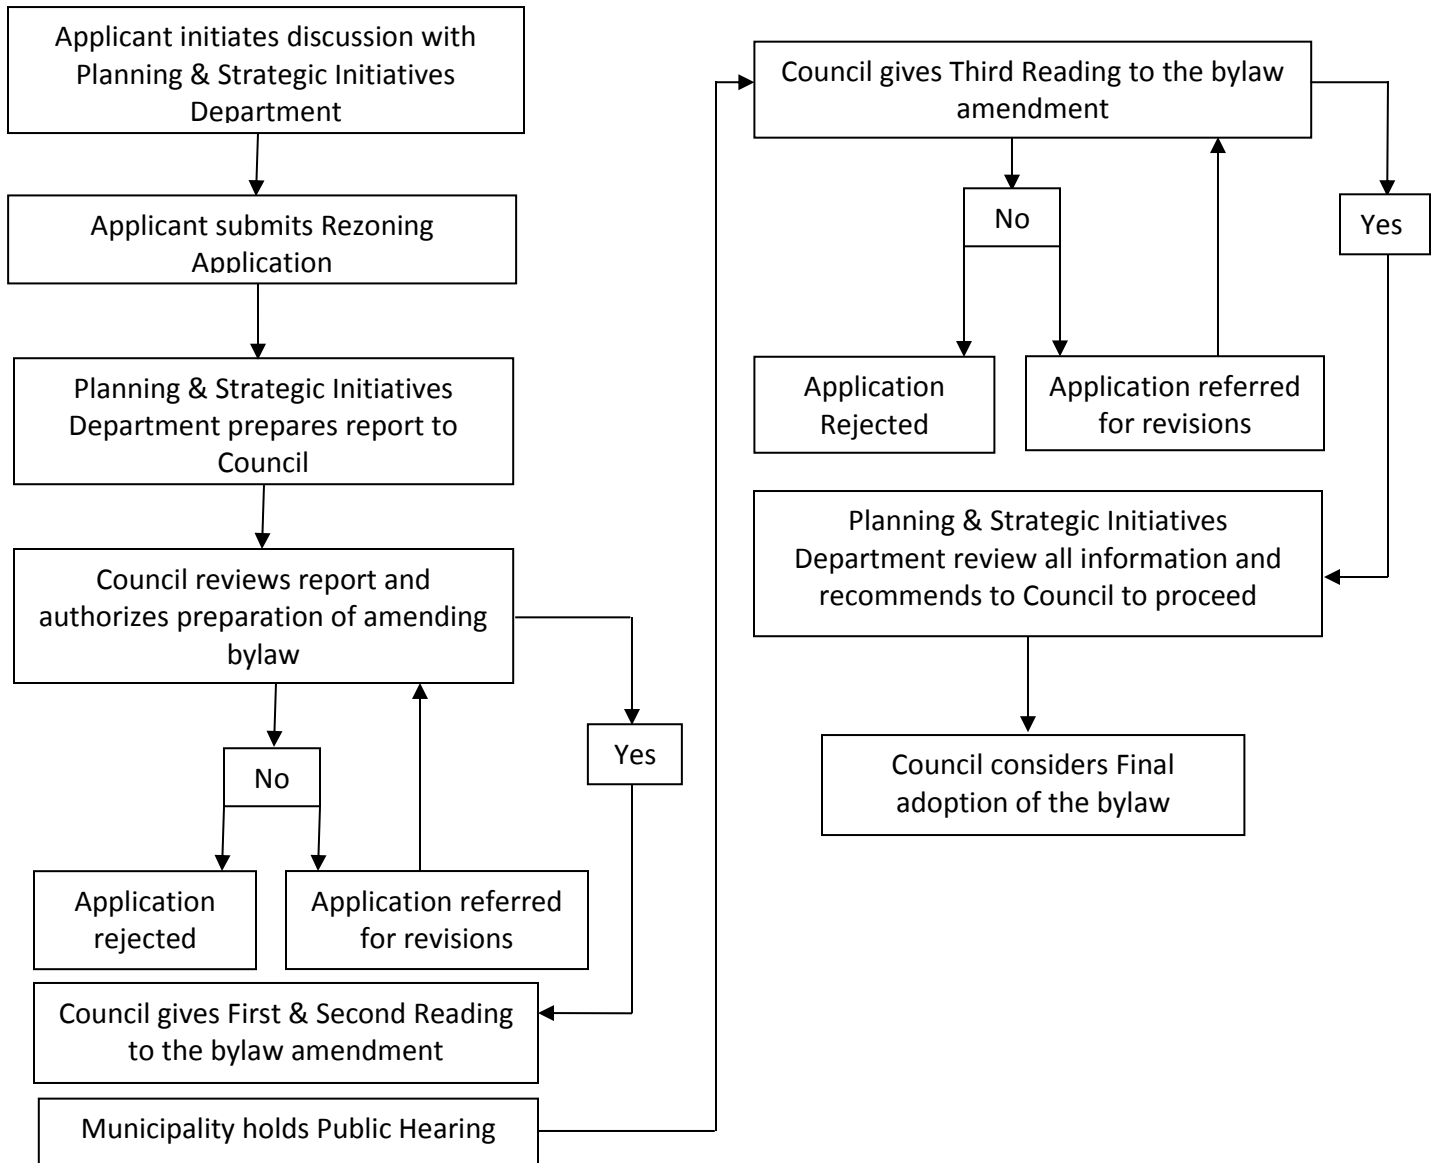 Applicant initiates discussion with
Planning & Strategic Initiatives
Department
Applicant submits Rezoning
Application
Planning & Strategic Initiatives
Department prepares report to
Council
Council reviews report and
authorizes preparation of amending
bylaw
No
Yes
Application
rejected
Application referred
for revisions
Council gives First & Second Reading
to the bylaw amendment
Municipality holds Public Hearing
Council gives Third Reading to the bylaw
amendment
No
Yes
Application
Rejected
Application referred
for revisions
Planning & Strategic Initiatives
Department review all information and
recommends to Council to proceed
Council considers Final
adoption of the bylaw